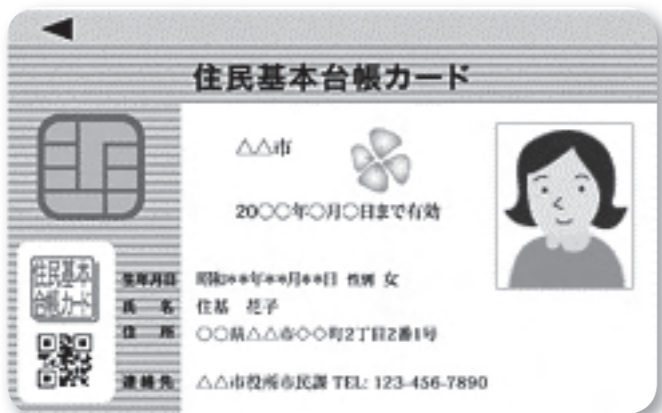 住民基本台帳カード
△△市
20○○年○月○日まで有効
住民基本
台帳カード
生年月日 昭和**年**月**日 性別 女
氏 名 住基 花子
住 所 ○○県△△市○○町2丁目2番1号
連絡先 △△市役所市民課 TEL: 123-456-7890